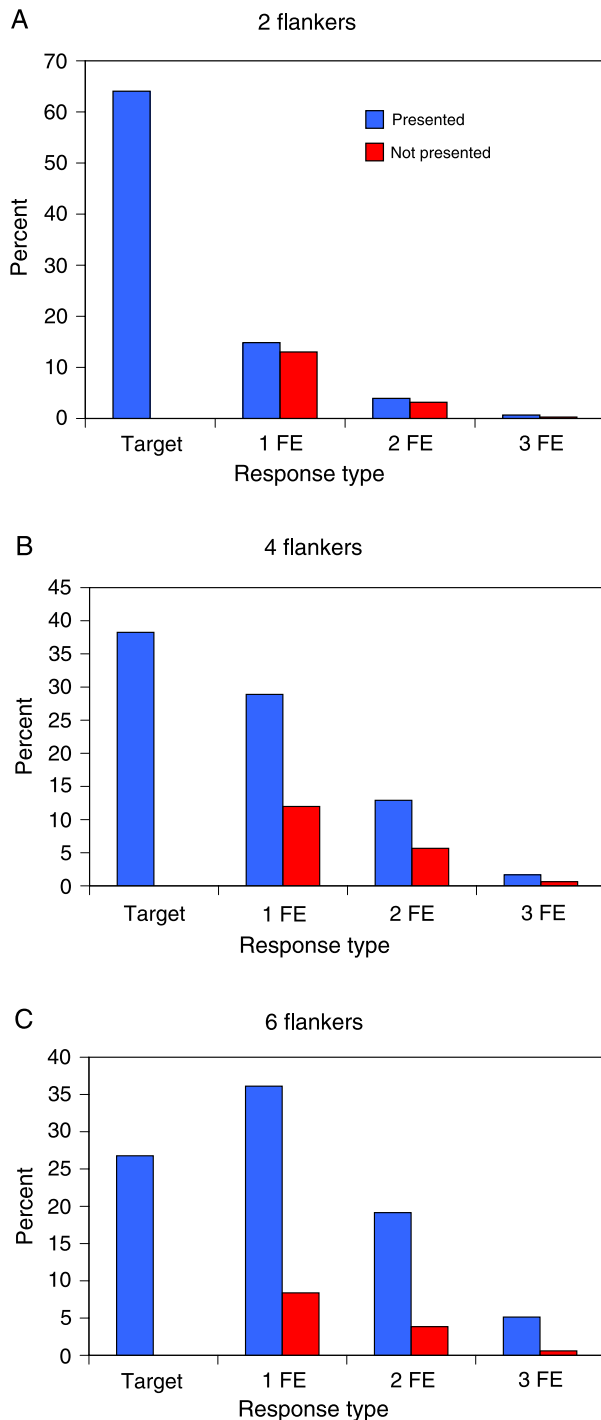 A
2 flankers
70
60
50
40
30
20
10
0
Percent
Presented
Not presented
Target 1 FE 2 FE 3 FE
Response type
B
4 flankers
45
40
35
30
25
20
15
10
5
0
Percent
Target 1 FE 2 FE 3 FE
Response type
C
6 flankers
40
35
30
25
20
15
10
5
0
Percent
Target 1 FE 2 FE 3 FE
Response type